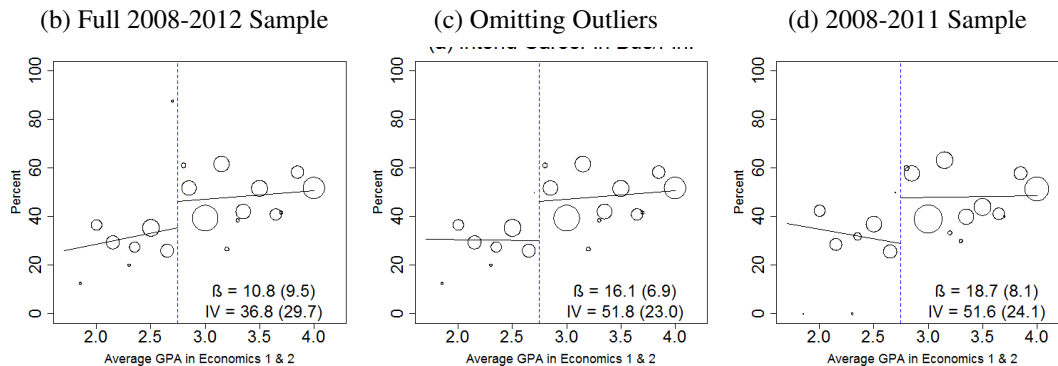 (b) Full 2008-2012 Sample
(c) Omitting Outliers
(d) 2008-2011 Sample
Percent
100
80
60
40
20
0
ß = 10.8 (9.5)
IV = 36.8 (29.7)
2.0 2.5 3.0 3.5 4.0
Average GPA in Economics 1 & 2
Percent
100
80
60
40
20
0
ß = 16.1 (6.9)
IV = 51.8 (23.0)
2.0 2.5 3.0 3.5 4.0
Average GPA in Economics 1 & 2
Percent
100
80
60
40
20
0
ß = 18.7 (8.1)
IV = 51.6 (24.1)
2.0 2.5 3.0 3.5 4.0
Average GPA in Economics 1 & 2